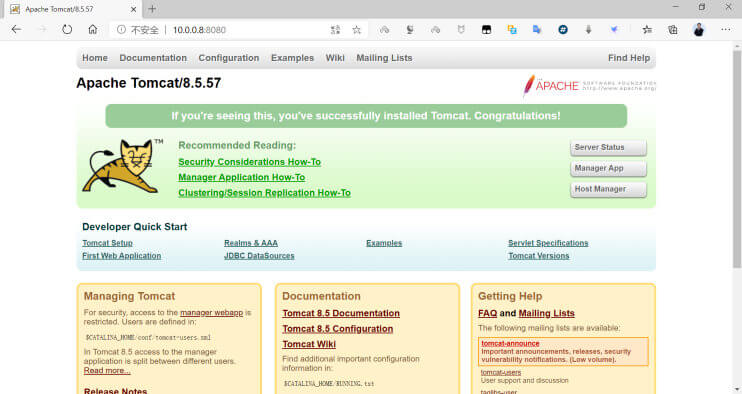 Apache Tomcat/8.5.57
不安全 | 10.0.0.8:8080
Home Documentation Configuration Examples Wiki Mailing Lists Find Help
Apache Tomcat/8.5.57
THE
APACHE SOFTWARE FOUNDATION
http://www.apache.org/
If you're seeing this, you've successfully installed Tomcat. Congratulations!
TM
Recommended Reading:
Security Considerations How-To
Manager Application How-To
Clustering/Session Replication How-To
Server Status
Manager App
Host Manager
Developer Quick Start
Tomcat Setup
First Web Application
Realms & AAA
JDBC DataSources
Examples
Servlet Specifications
Tomcat Versions
Managing Tomcat
For security, access to the manager webapp is
restricted. Users are defined in:
$CATALINA_HOME/conf/tomcat-users.xml
In Tomcat 8.5 access to the manager
application is split between different users.
Read more...
Release Notes
Documentation
Tomcat 8.5 Documentation
Tomcat 8.5 Configuration
Tomcat Wiki
Find additional important configuration
information in:
$CATALINA_HOME/RUNNING.txt
Getting Help
FAQ and Mailing Lists
The following mailing lists are available:
tomcat-announce
Important announcements, releases, security
vulnerability notifications. (Low volume).
tomcat-users
User support and discussion
taglibs-user